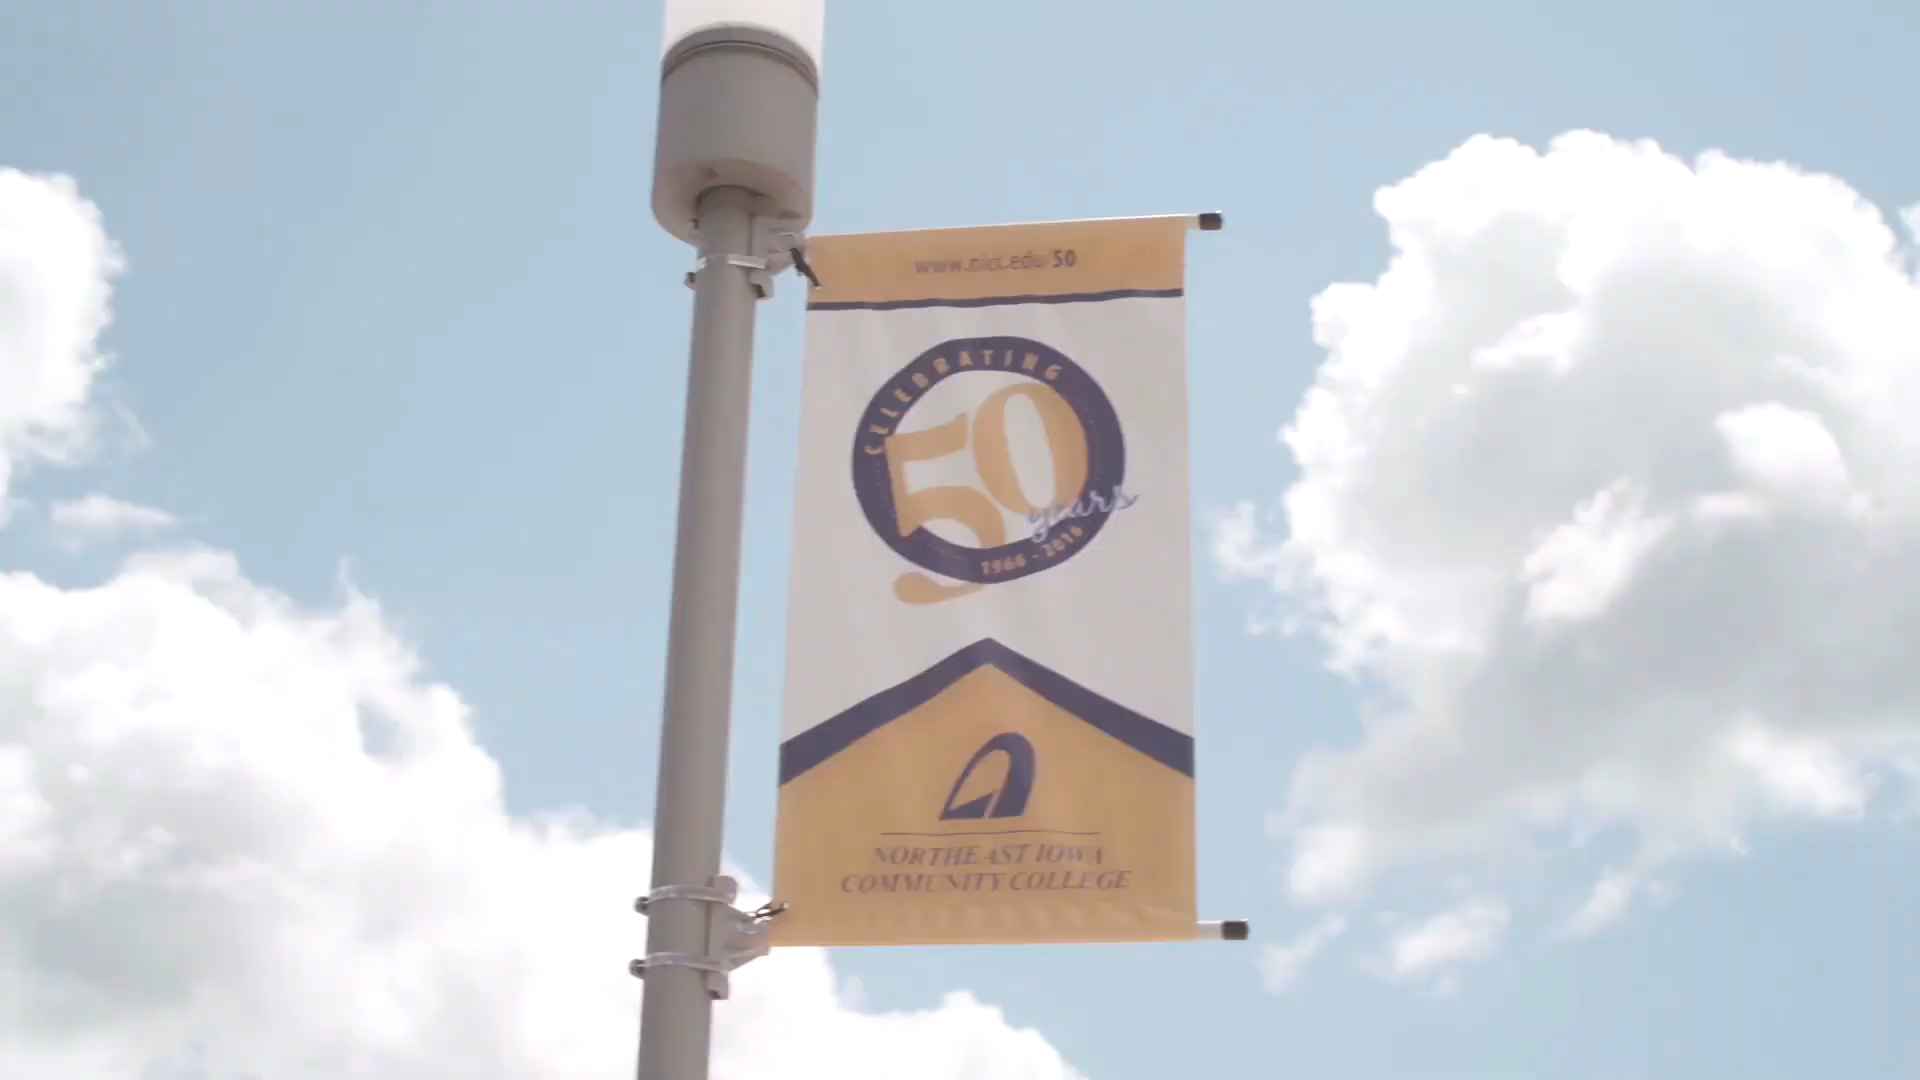 www.nicc.edu/50
CELEBRATING
50
years
1966 - 2016
NORTHEAST IOWA
COMMUNITY COLLEGE